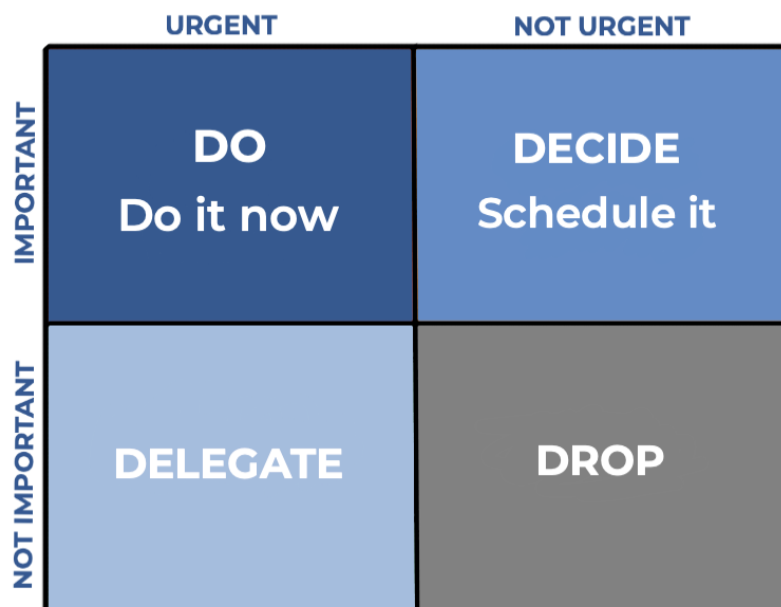 URGENT
NOT URGENT
IMPORTANT
DO
Do it now
DECIDE
Schedule it
NOT IMPORTANT
DELEGATE
DROP